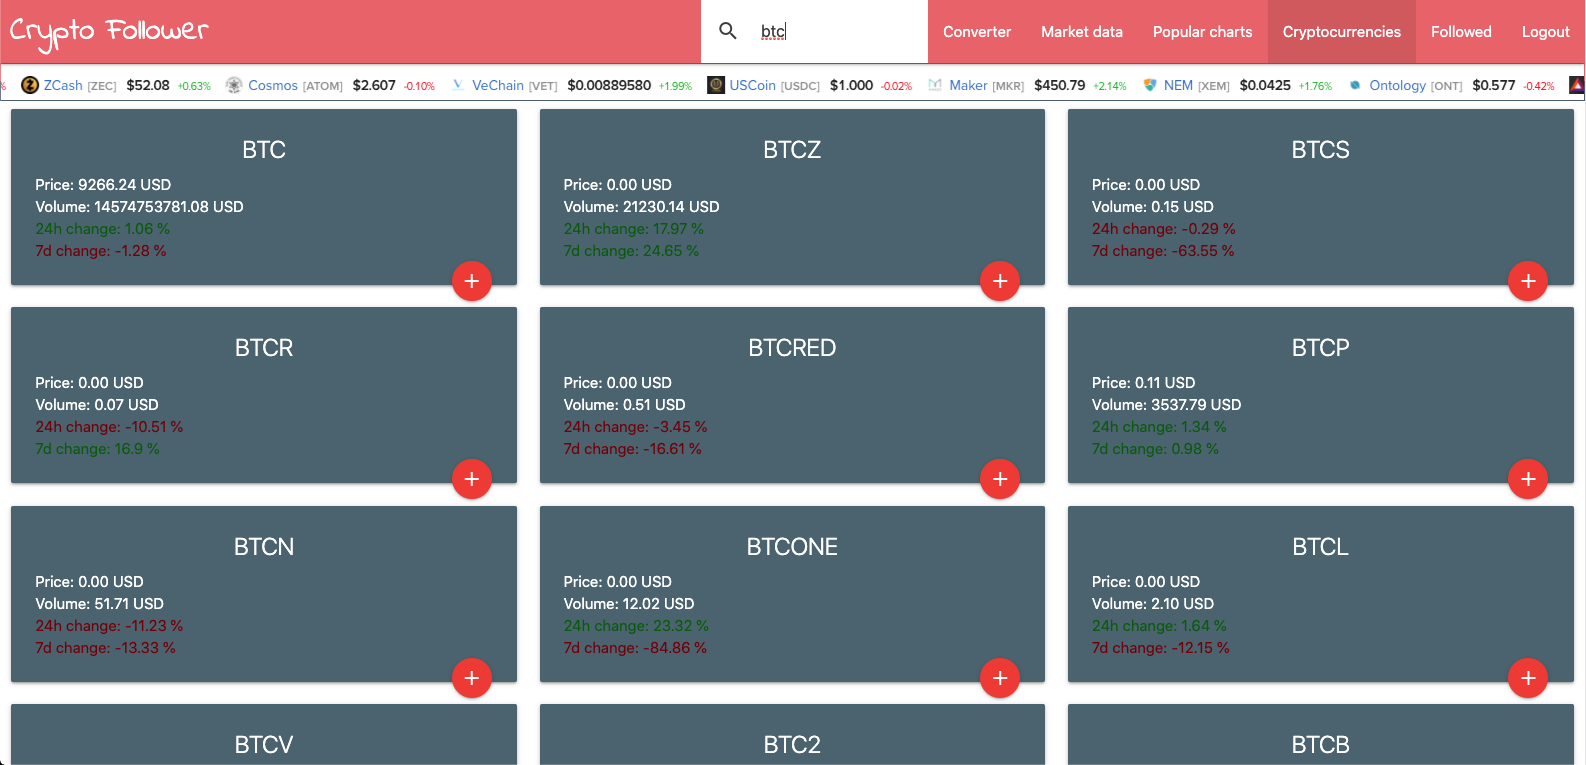 Crypto Follower
btc
Converter
Market data
Popular charts
Cryptocurrencies
Followed
Logout
% ZCash [ZEC] $52.08 +0.63% Cosmos [ATOM] $2.607 -0.10% VeChain [VET] $0.00889580 +1.99% USCoin [USDC] $1.000 -0.02% Maker [MKR] $450.79 +2.14% NEM [XEM] $0.0425 +1.76% Ontology [ONT] $0.577 -0.42%
BTC
Price: 9266.24 USD
Volume: 14574753781.08 USD
24h change: 1.06 %
7d change: -1.28 %
+
BTCZ
Price: 0.00 USD
Volume: 21230.14 USD
24h change: 17.97 %
7d change: 24.65 %
+
BTCS
Price: 0.00 USD
Volume: 0.15 USD
24h change: -0.29 %
7d change: -63.55 %
+
BTCR
Price: 0.00 USD
Volume: 0.07 USD
24h change: -10.51 %
7d change: 16.9 %
+
BTCRED
Price: 0.00 USD
Volume: 0.51 USD
24h change: -3.45 %
7d change: -16.61 %
+
BTCP
Price: 0.11 USD
Volume: 3537.79 USD
24h change: 1.34 %
7d change: 0.98 %
+
BTCN
Price: 0.00 USD
Volume: 51.71 USD
24h change: -11.23 %
7d change: -13.33 %
+
BTCONE
Price: 0.00 USD
Volume: 12.02 USD
24h change: 23.32 %
7d change: -84.86 %
+
BTCL
Price: 0.00 USD
Volume: 2.10 USD
24h change: 1.64 %
7d change: -12.15 %
+
BTCV
BTC2
BTCB